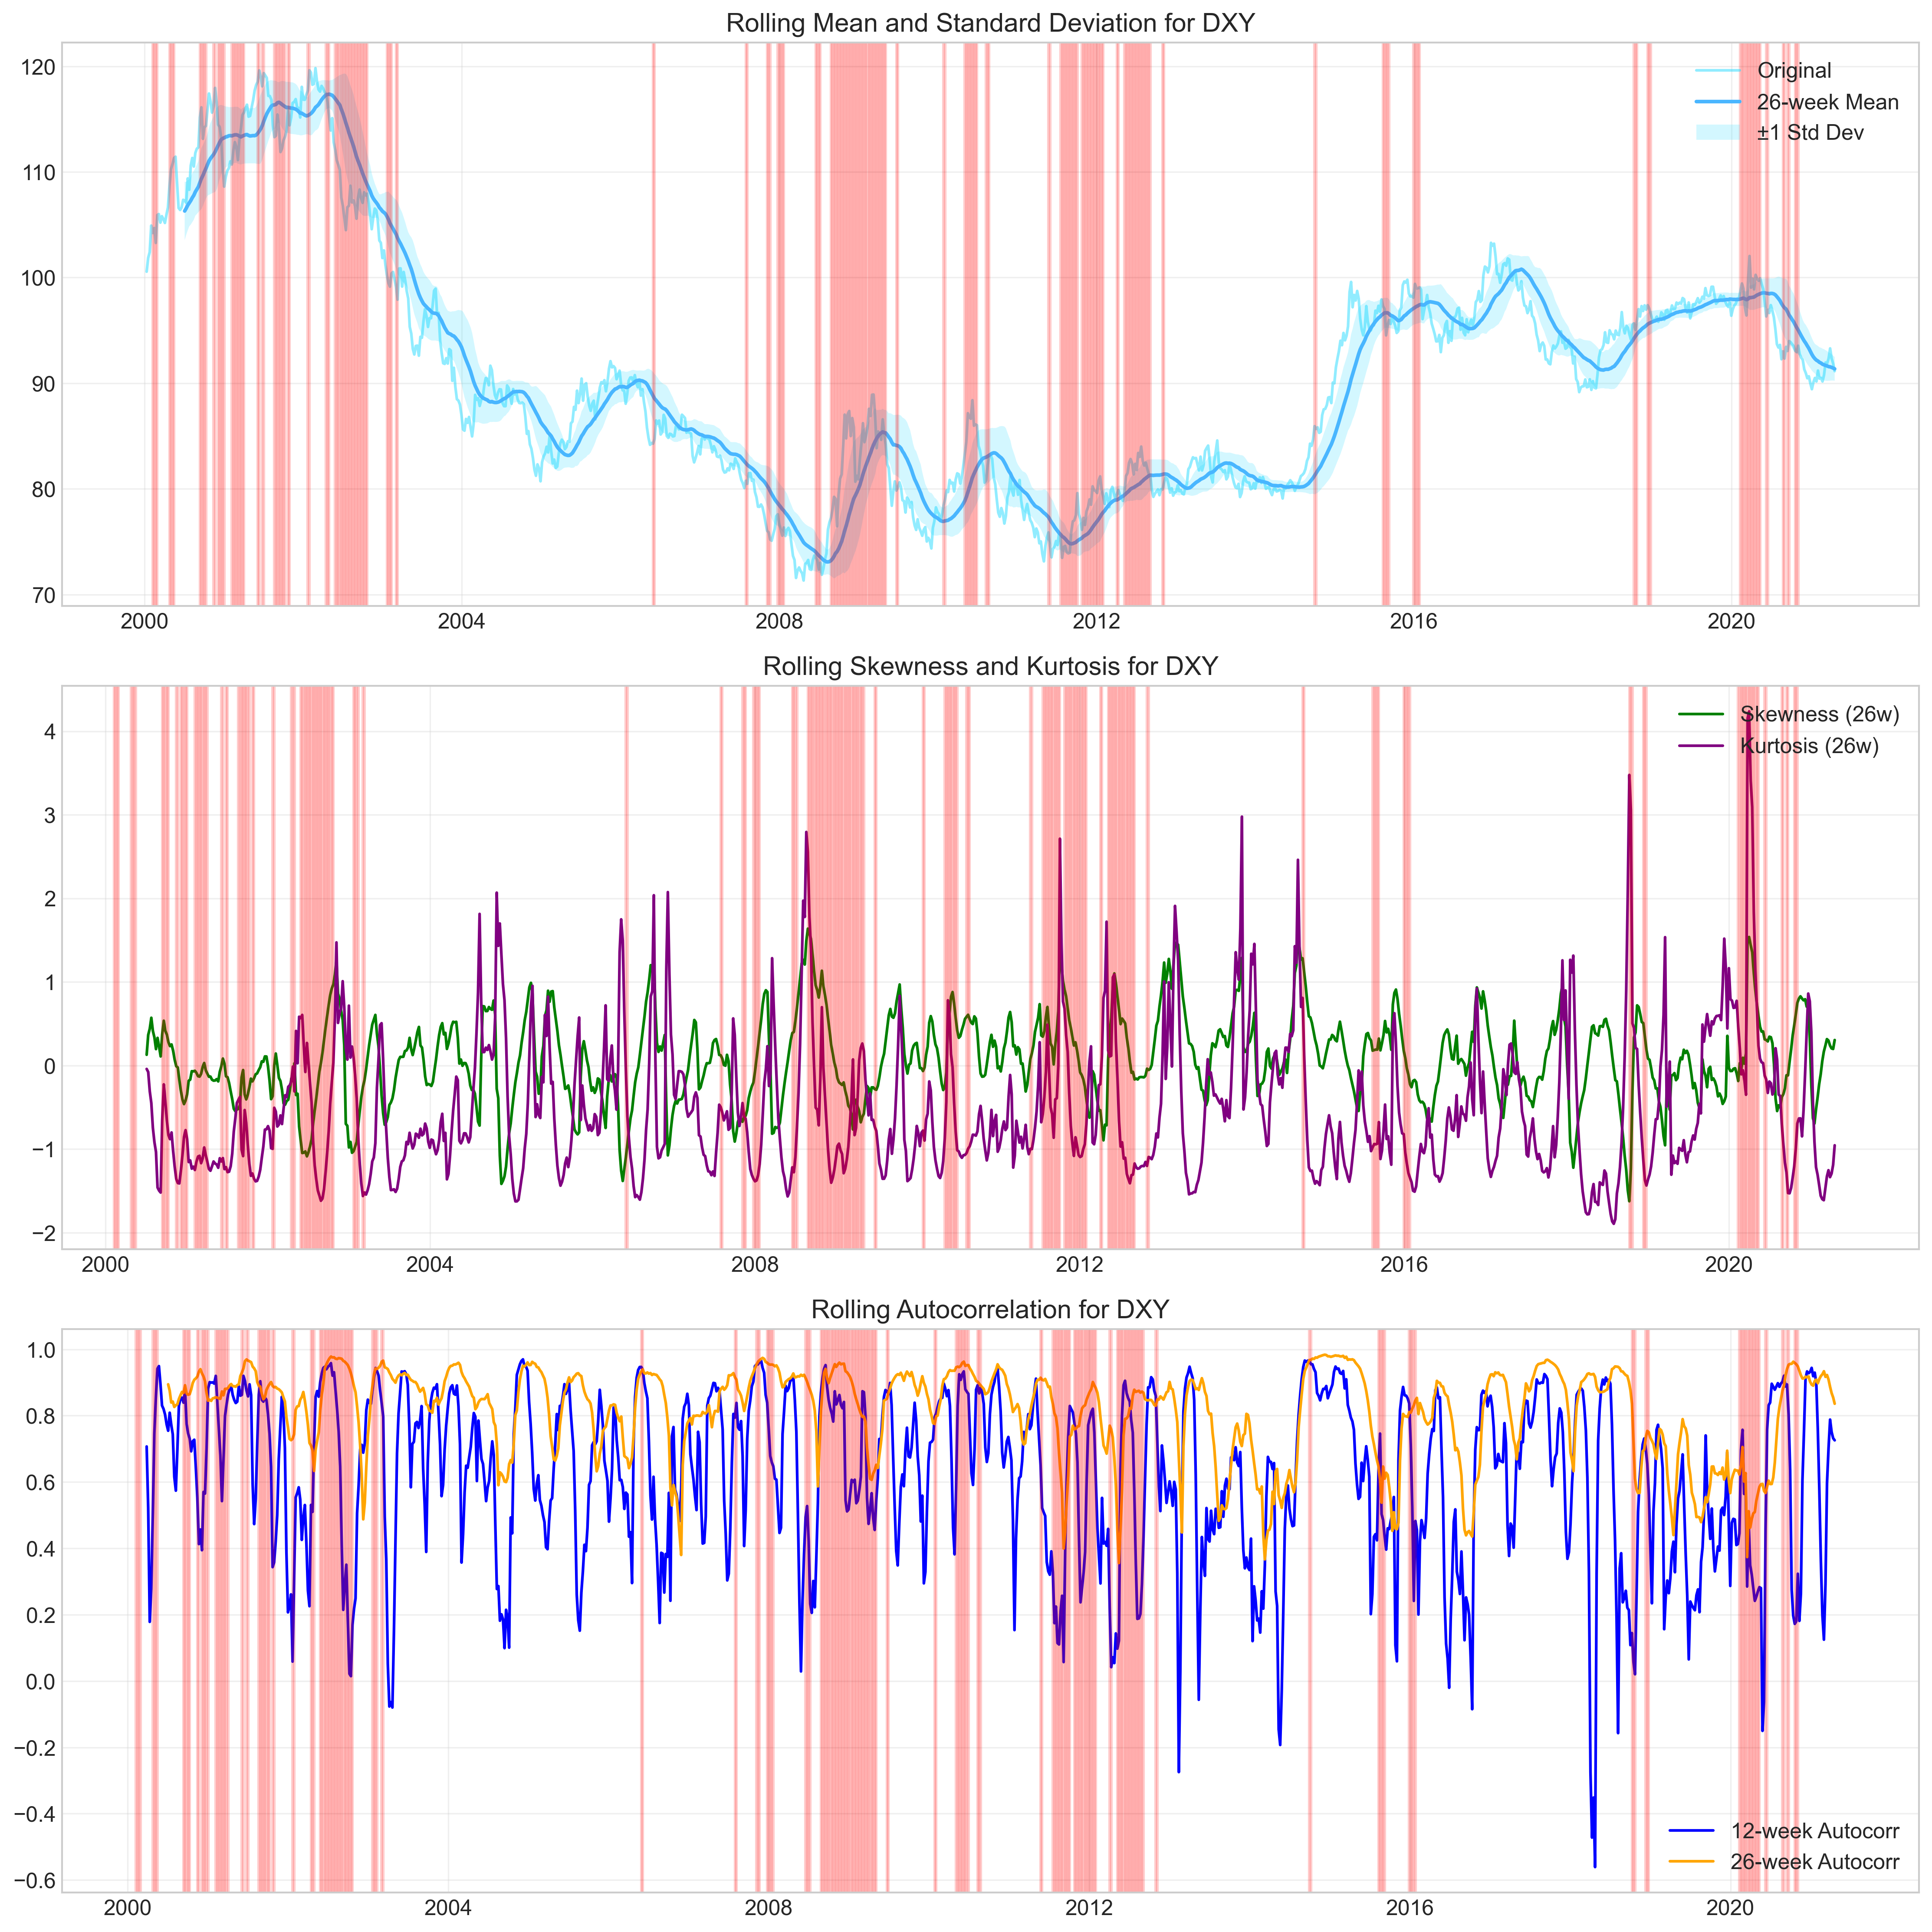 Rolling Mean and Standard Deviation for DXY
120
110
100
90
80
70
Original
26-week Mean
±1 Std Dev
2000 2004 2008 2012 2016 2020
Rolling Skewness and Kurtosis for DXY
4
3
2
1
0
−1
−2
Skewness (26w)
Kurtosis (26w)
2000 2004 2008 2012 2016 2020
Rolling Autocorrelation for DXY
1.0
0.8
0.6
0.4
0.2
0.0
−0.2
−0.4
−0.6
12-week Autocorr
26-week Autocorr
2000 2004 2008 2012 2016 2020